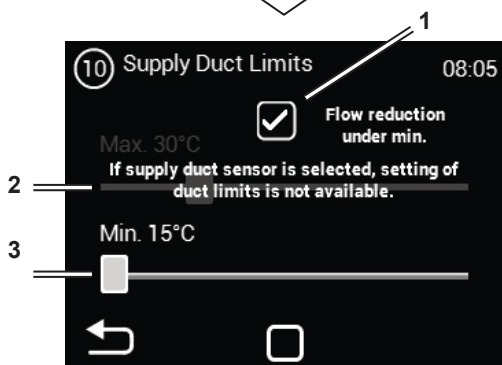 1
10 Supply Duct Limits 08:05
Flow reduction
under min.
Max. 30°C
If supply duct sensor is selected, setting of
duct limits is not available.
2
Min. 15°C
3